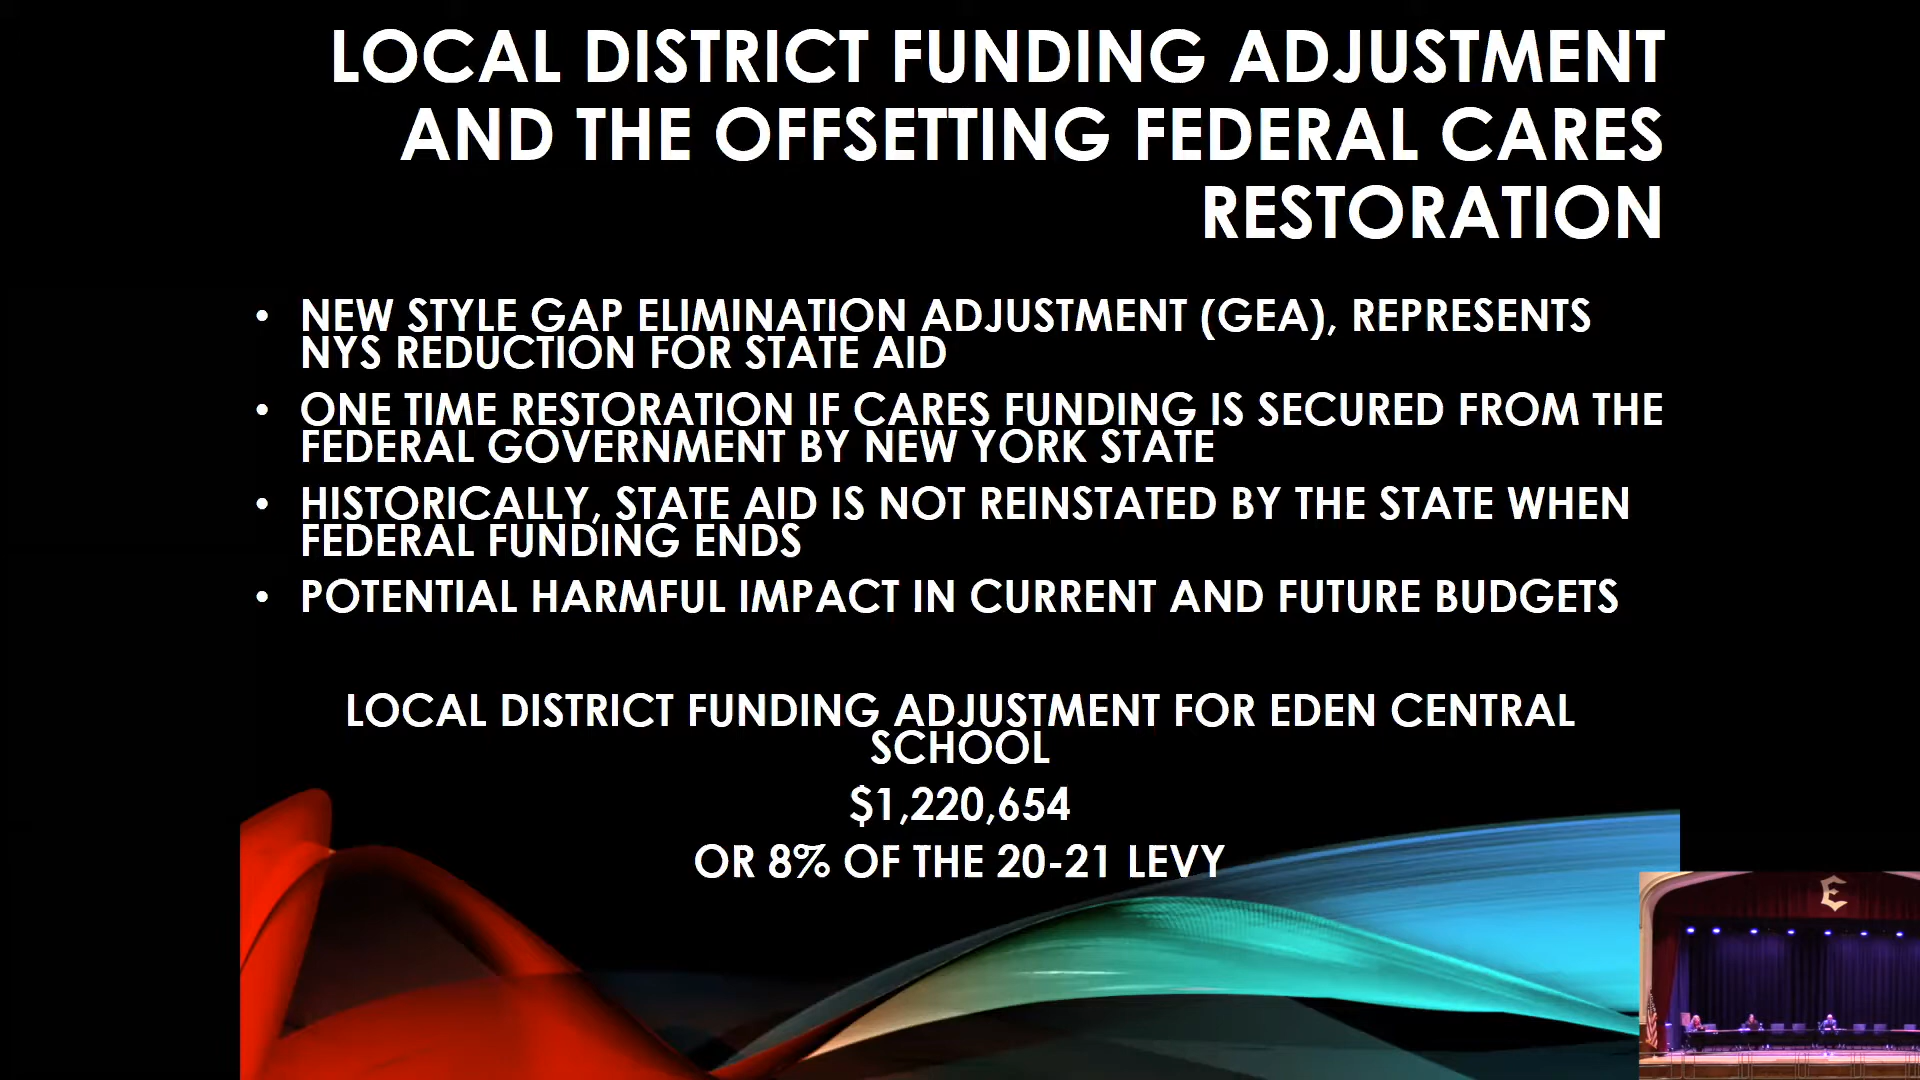 LOCAL DISTRICT FUNDING ADJUSTMENT
AND THE OFFSETTING FEDERAL CARES
RESTORATION
• NEW STYLE GAP ELIMINATION ADJUSTMENT (GEA), REPRESENTS
NYS REDUCTION FOR STATE AID
• ONE TIME RESTORATION IF CARES FUNDING IS SECURED FROM THE
FEDERAL GOVERNMENT BY NEW YORK STATE
• HISTORICALLY, STATE AID IS NOT REINSTATED BY THE STATE WHEN
FEDERAL FUNDING ENDS
• POTENTIAL HARMFUL IMPACT IN CURRENT AND FUTURE BUDGETS
LOCAL DISTRICT FUNDING ADJUSTMENT FOR EDEN CENTRAL
SCHOOL
$1,220,654
OR 8% OF THE 20-21 LEVY
E